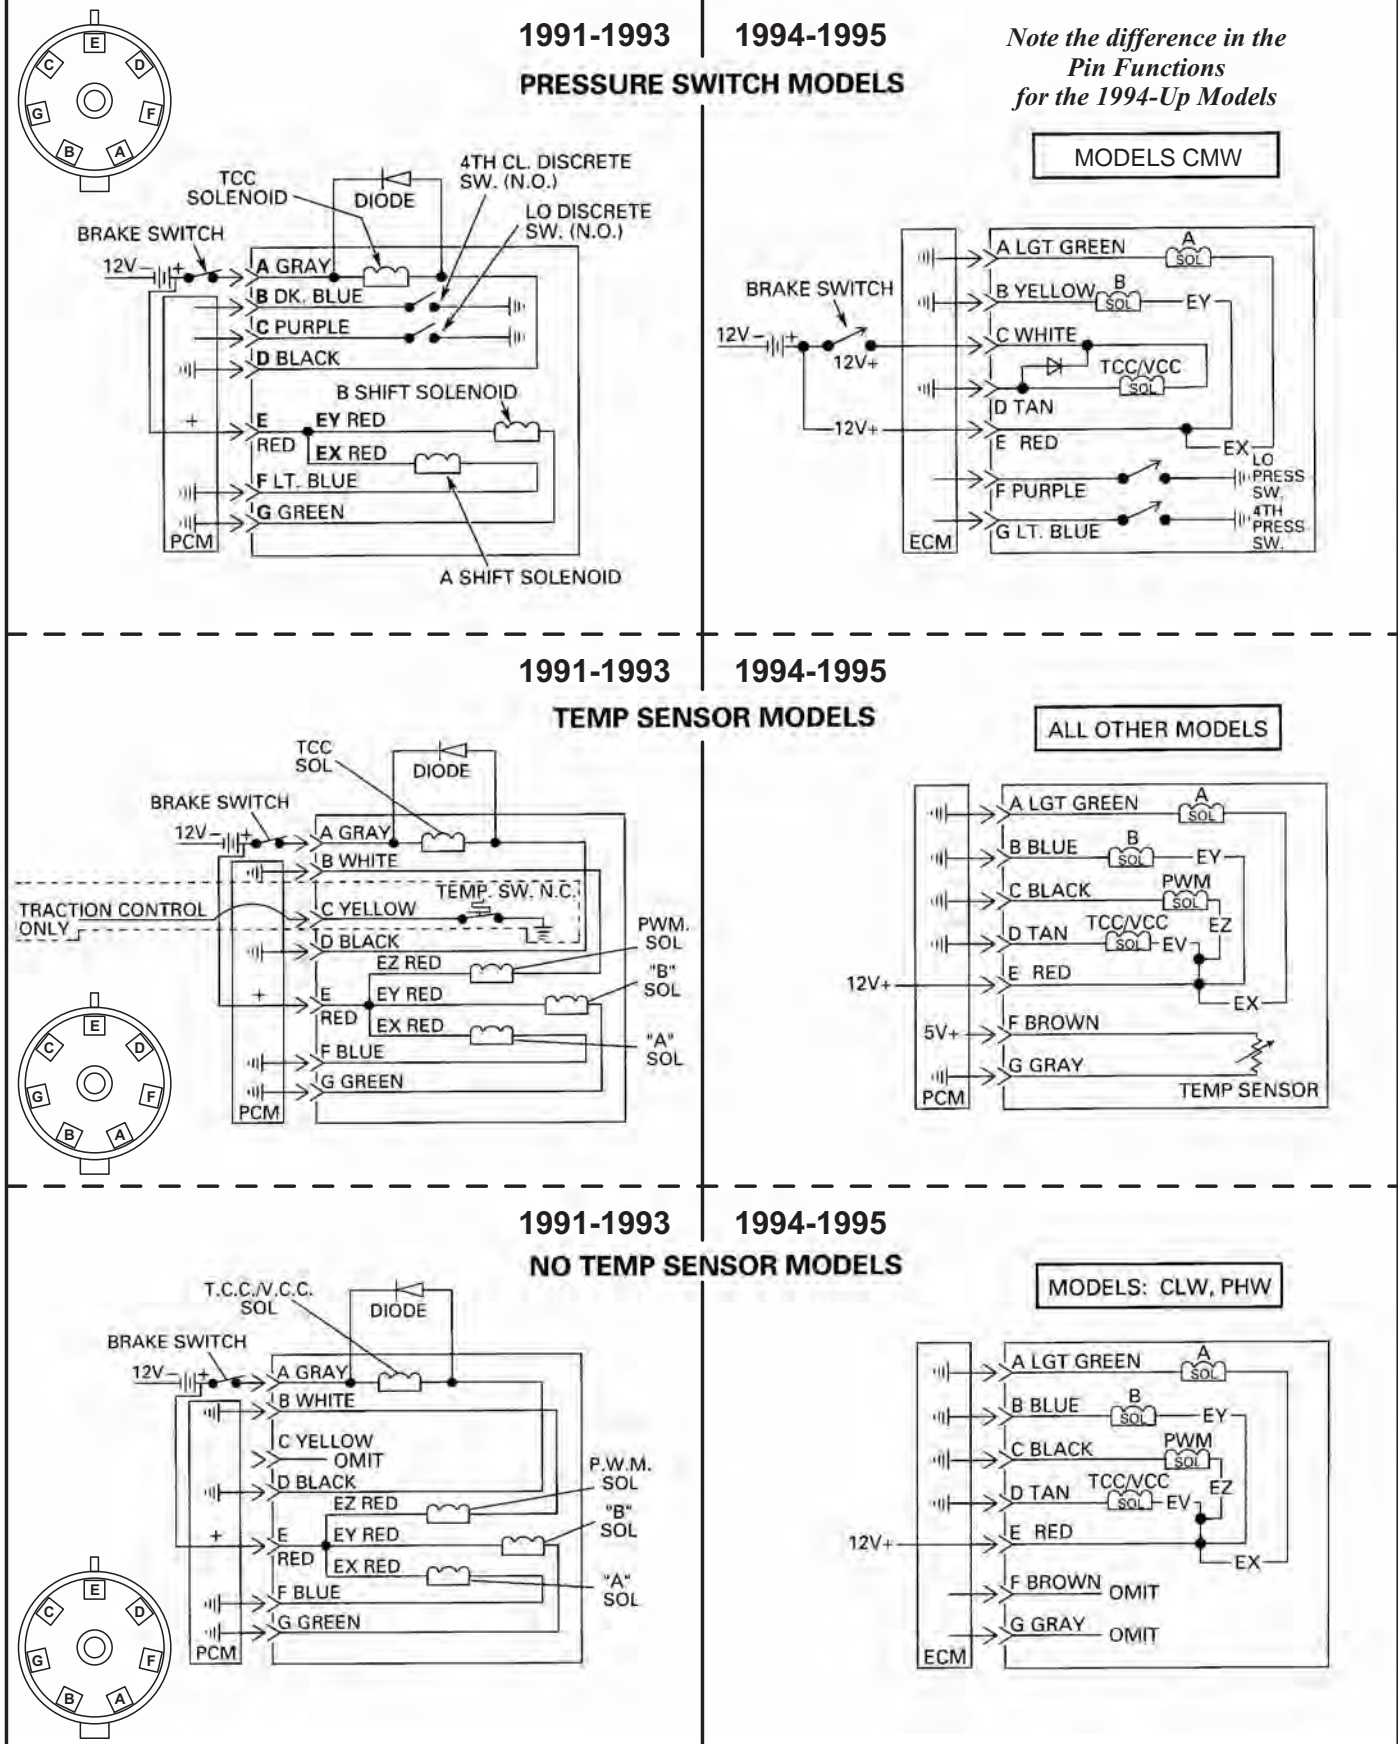 1991-1993
1994-1995
PRESSURE SWITCH MODELS
Note the difference in the
Pin Functions
for the 1994-Up Models
E
C
D
G
F
B
A
4TH CL. DISCRETE
SW. (N.O.)
TCC
SOLENOID
DIODE
LO DISCRETE
SW. (N.O.)
BRAKE SWITCH
12V - +
A GRAY
B DK. BLUE
C PURPLE
D BLACK
B SHIFT SOLENOID
+
E
RED
EY RED
EX RED
F LT. BLUE
G GREEN
PCM
A SHIFT SOLENOID
MODELS CMW
A LGT GREEN
A
SOL
BRAKE SWITCH
B YELLOW
B
SOL
EY
12V - +
C WHITE
12V+
TCC/VCC
SOL
D TAN
12V+
E RED
EX
LO
PRESS
SW.
F PURPLE
4TH
PRESS
SW.
G LT. BLUE
ECM
1991-1993
1994-1995
TEMP SENSOR MODELS
TCC
SOL
DIODE
BRAKE SWITCH
12V - +
A GRAY
B WHITE
TEMP. SW. N.C.
TRACTION CONTROL
ONLY
C YELLOW
PWM.
SOL
D BLACK
EZ RED
"B"
SOL
+
E
RED
EY RED
EX RED
"A"
SOL
F BLUE
G GREEN
PCM
E
C
D
G
F
B
A
ALL OTHER MODELS
A LGT GREEN
A
SOL
B BLUE
B
SOL
EY
C BLACK
PWM
SOL
EZ
D TAN
TCC/VCC
SOL
EV
12V+
E RED
EX
5V+
F BROWN
G GRAY
TEMP SENSOR
PCM
1991-1993
1994-1995
NO TEMP SENSOR MODELS
T.C.C./V.C.C.
SOL
DIODE
BRAKE SWITCH
12V - +
A GRAY
B WHITE
C YELLOW
OMIT
P.W.M.
SOL
D BLACK
EZ RED
"B"
SOL
+
E
RED
EY RED
EX RED
"A"
SOL
F BLUE
G GREEN
PCM
E
C
D
G
F
B
A
MODELS: CLW, PHW
A LGT GREEN
A
SOL
B BLUE
B
SOL
EY
C BLACK
PWM
SOL
EZ
D TAN
TCC/VCC
SOL
EV
12V+
E RED
EX
F BROWN OMIT
G GRAY OMIT
ECM